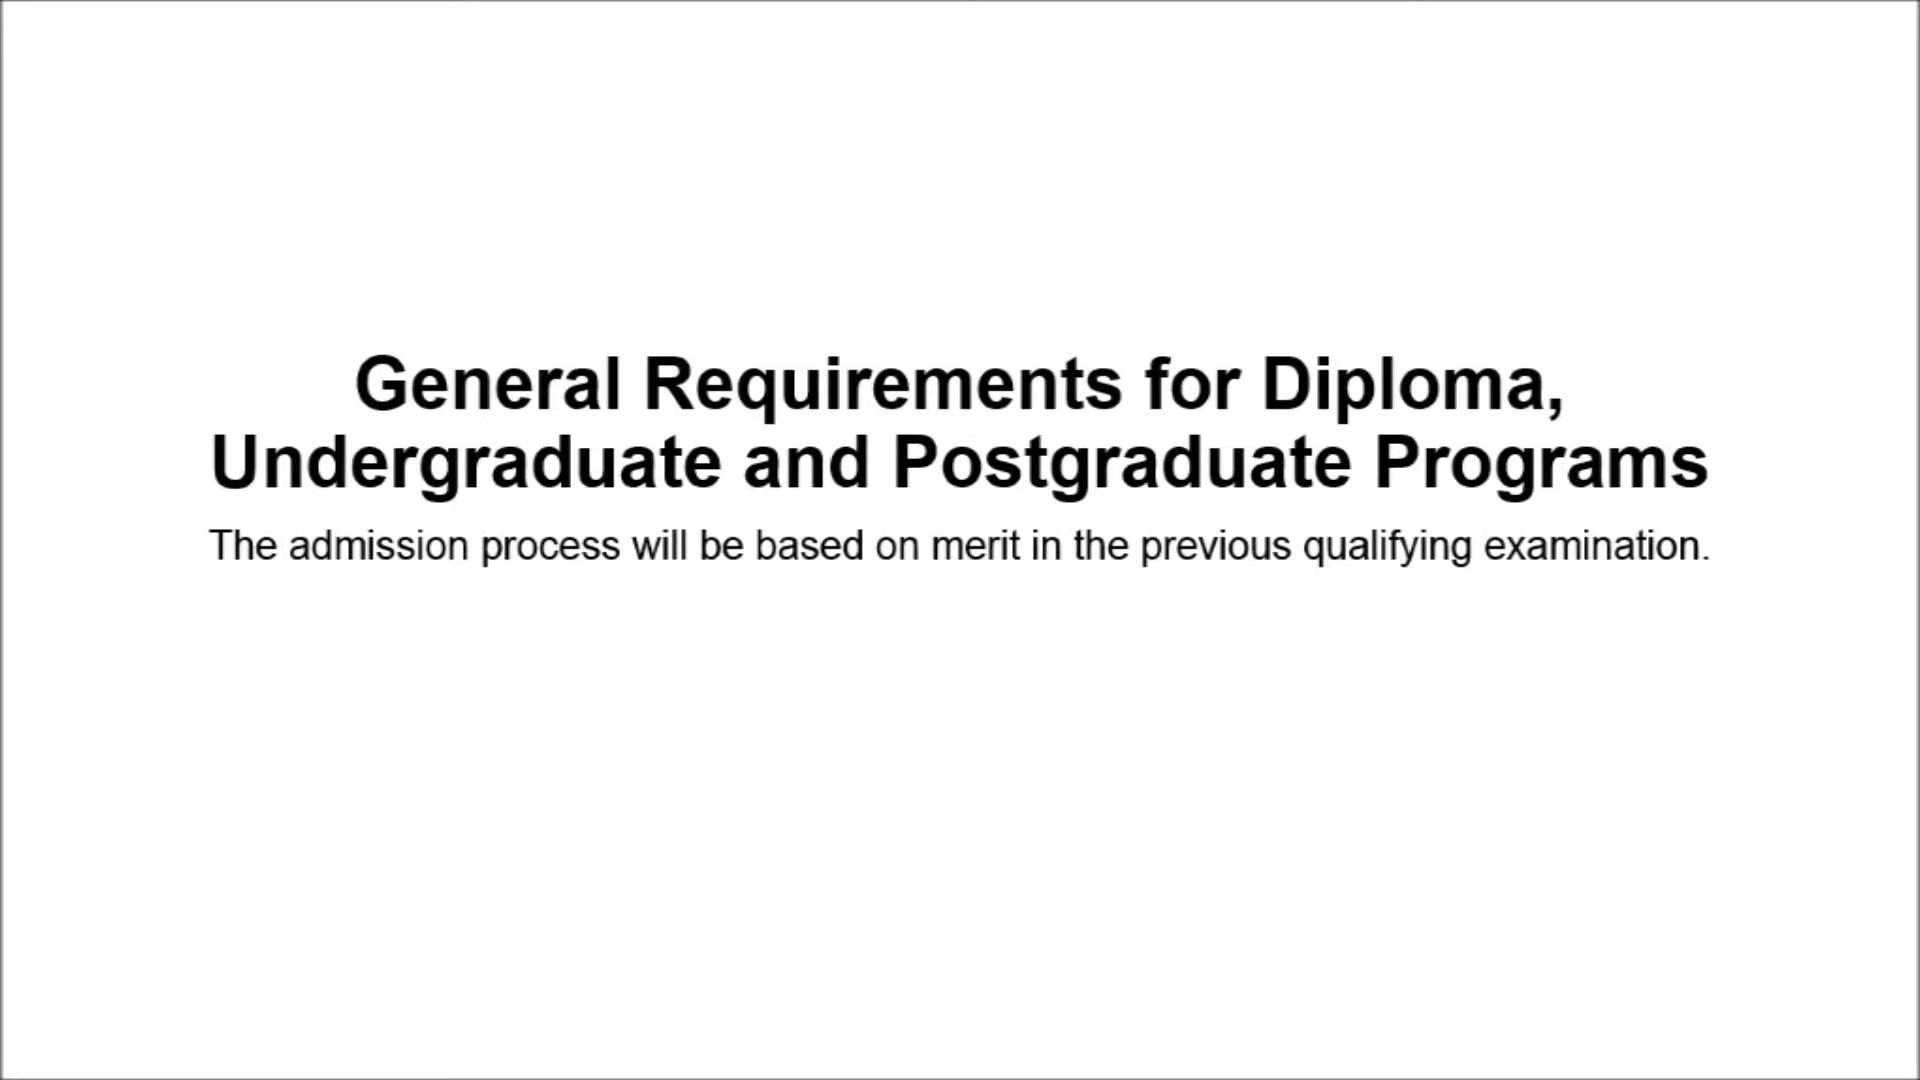 General Requirements for Diploma,
Undergraduate and Postgraduate Programs
The admission process will be based on merit in the previous qualifying examination.